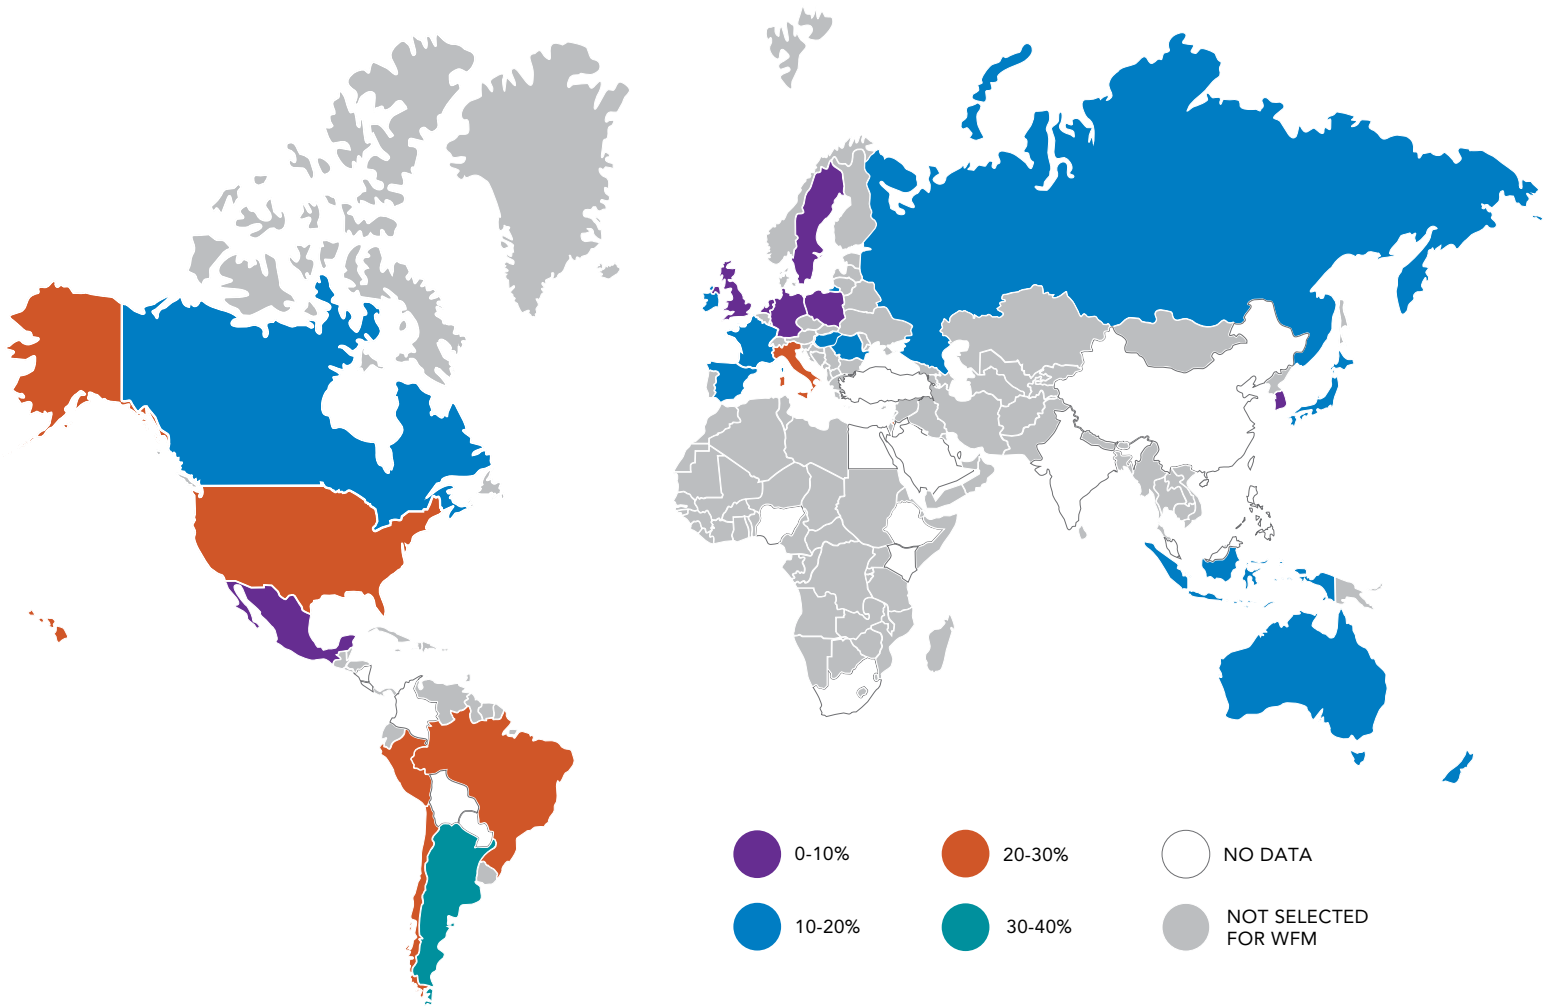 0-10%
20-30%
NO DATA
10-20%
30-40%
NOT SELECTED
FOR WFM